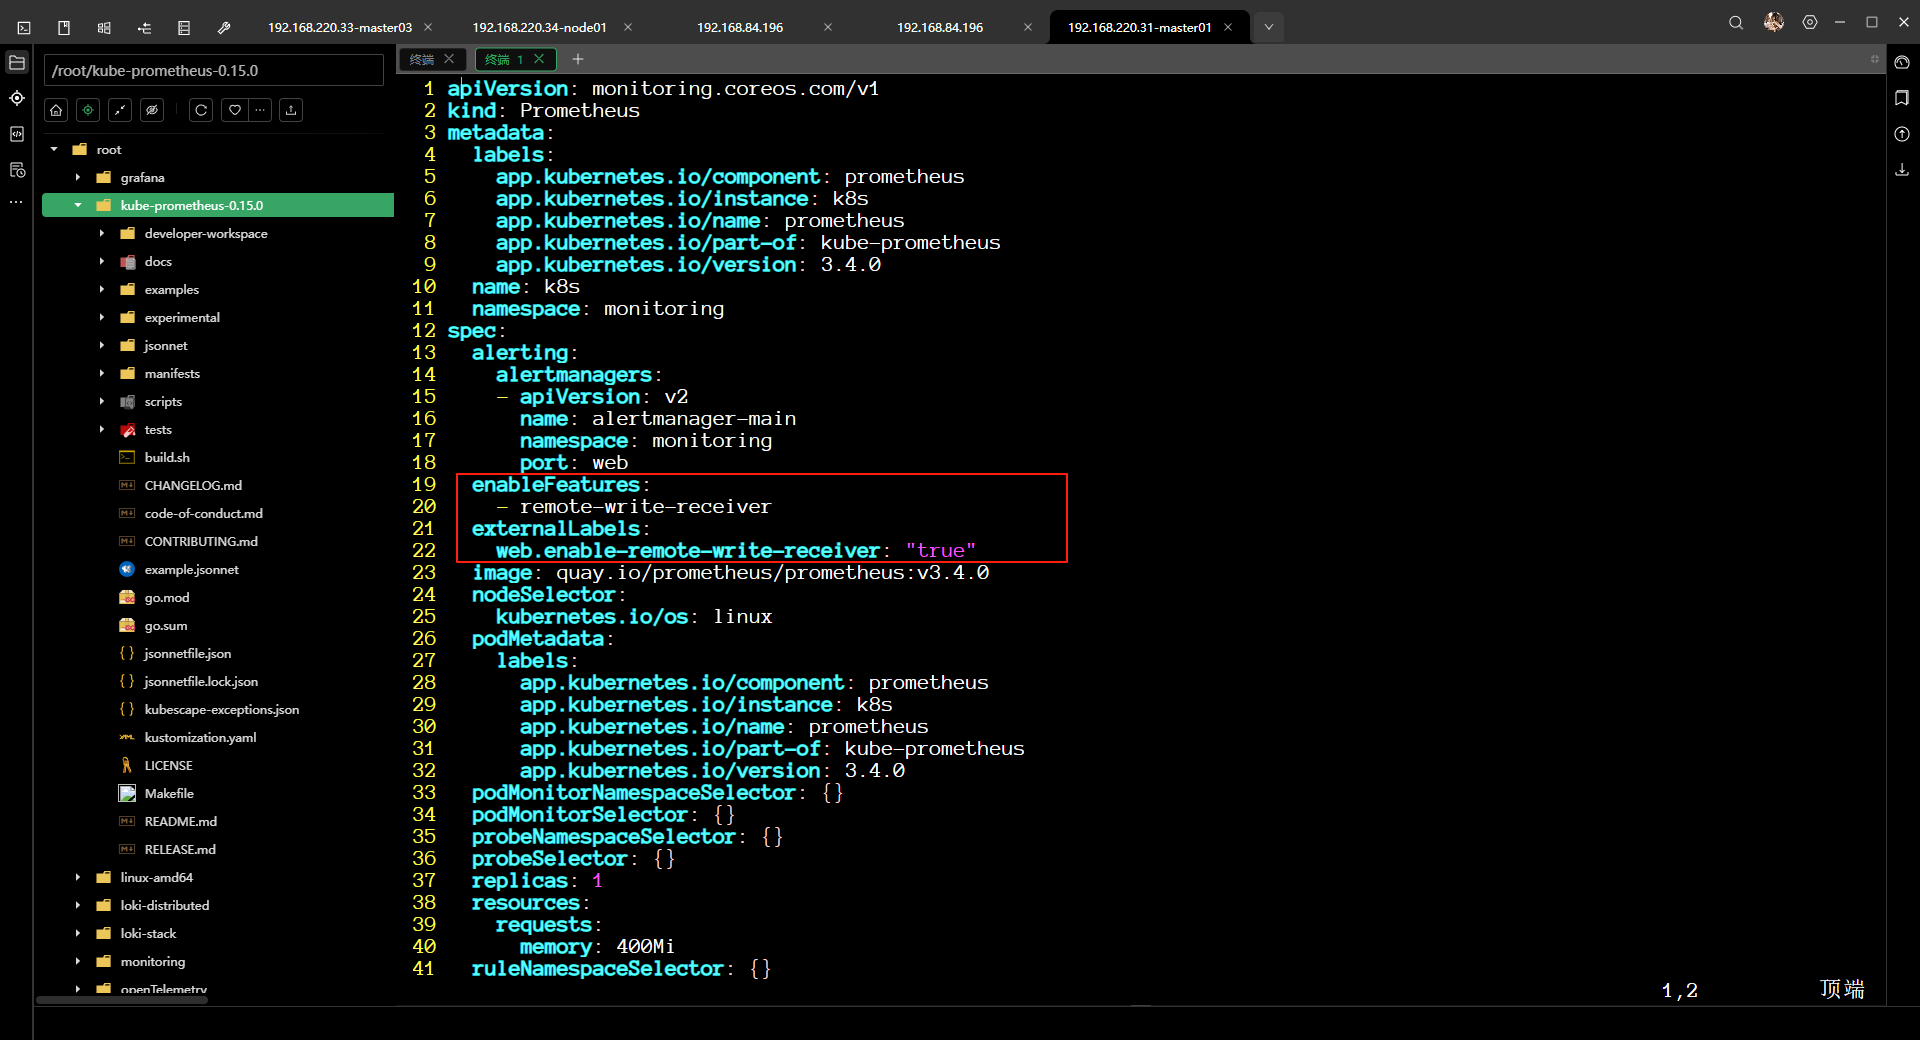 192.168.220.33-master03
192.168.220.34-node01
192.168.84.196
192.168.84.196
192.168.220.31-master01
/root/kube-prometheus-0.15.0
root
grafana
kube-prometheus-0.15.0
developer-workspace
docs
examples
experimental
jsonnet
manifests
scripts
tests
build.sh
CHANGELOG.md
code-of-conduct.md
CONTRIBUTING.md
example.jsonnet
go.mod
go.sum
jsonnetfile.json
jsonnetfile.lock.json
kubescape-exceptions.json
kustomization.yaml
LICENSE
Makefile
README.md
RELEASE.md
linux-amd64
loki-distributed
loki-stack
monitoring
openTelemetry
终端
终端 1
1 apiVersion: monitoring.coreos.com/v1
2 kind: Prometheus
3 metadata:
4   labels:
5     app.kubernetes.io/component: prometheus
6     app.kubernetes.io/instance: k8s
7     app.kubernetes.io/name: prometheus
8     app.kubernetes.io/part-of: kube-prometheus
9     app.kubernetes.io/version: 3.4.0
10   name: k8s
11   namespace: monitoring
12 spec:
13   alerting:
14     alertmanagers:
15     - apiVersion: v2
16       name: alertmanager-main
17       namespace: monitoring
18       port: web
19   enableFeatures:
20     - remote-write-receiver
21   externalLabels:
22     web.enable-remote-write-receiver: "true"
23   image: quay.io/prometheus/prometheus:v3.4.0
24   nodeSelector:
25     kubernetes.io/os: linux
26   podMetadata:
27     labels:
28       app.kubernetes.io/component: prometheus
29       app.kubernetes.io/instance: k8s
30       app.kubernetes.io/name: prometheus
31       app.kubernetes.io/part-of: kube-prometheus
32       app.kubernetes.io/version: 3.4.0
33   podMonitorNamespaceSelector: {}
34   podMonitorSelector: {}
35   probeNamespaceSelector: {}
36   probeSelector: {}
37   replicas: 1
38   resources:
39     requests:
40       memory: 400Mi
41   ruleNamespaceSelector: {}
1,2 顶端